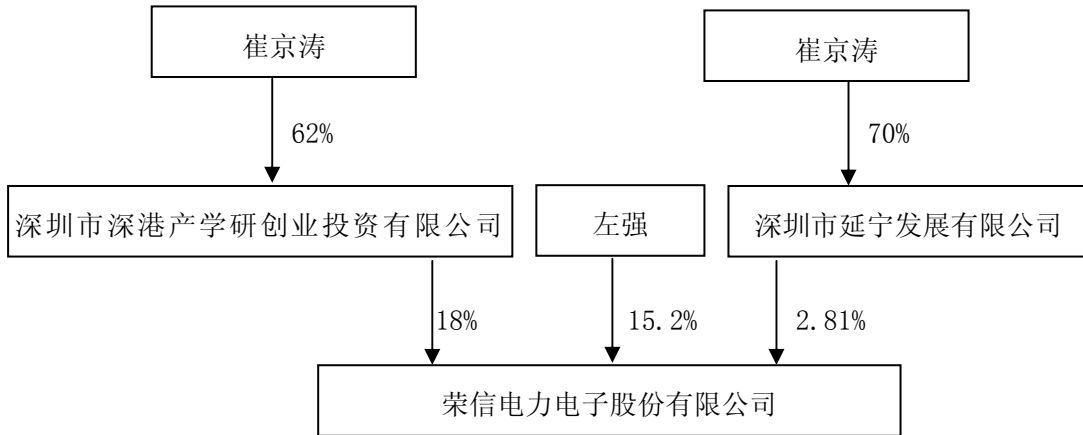 崔京涛
崔京涛
62%
70%
深圳市深港产学研创业投资有限公司
左强
深圳市延宁发展有限公司
18%
15.2%
2.81%
荣信电力电子股份有限公司